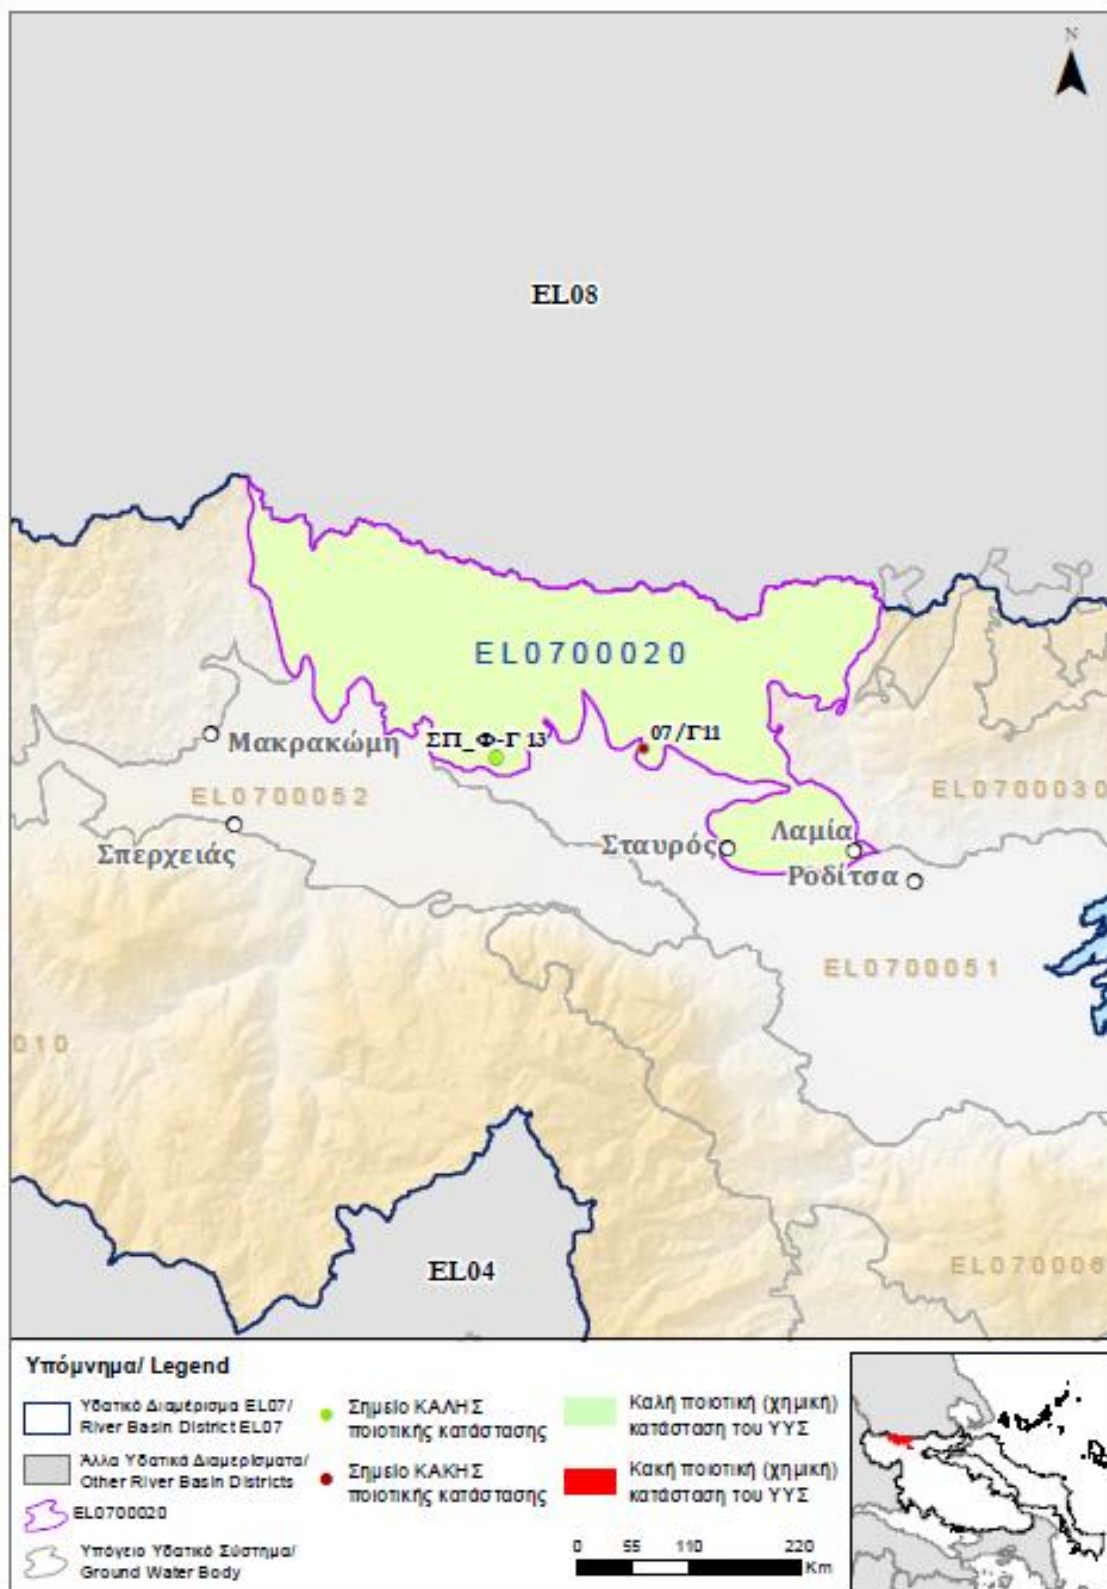 N
EL08
EL0700020
ΣΠ_Φ-Γ 13
07/Γ11
Μακρακώμη
EL0700052
EL0700030
Σταυρός
Λαμία
Σπερχειάς
Ροδίτσα
EL0700051
010
EL070006
EL04
Υπόμνημα/ Legend
Υδατικό Διαμέρισμα EL07/
River Basin District EL07
Άλλα Υδατικά Διαμερίσματα/
Other River Basin Districts
EL0700020
Υπόγειο Υδατικό Σύστημα/
Ground Water Body
Σημείο ΚΑΛΗΣ
ποιοτικής κατάστασης
Σημείο ΚΑΚΗΣ
ποιοτικής κατάστασης
Καλή ποιοτική (χημική)
κατάσταση του ΥΥΣ
Κακή ποιοτική (χημική)
κατάσταση του ΥΥΣ
0 55 110 220
Km